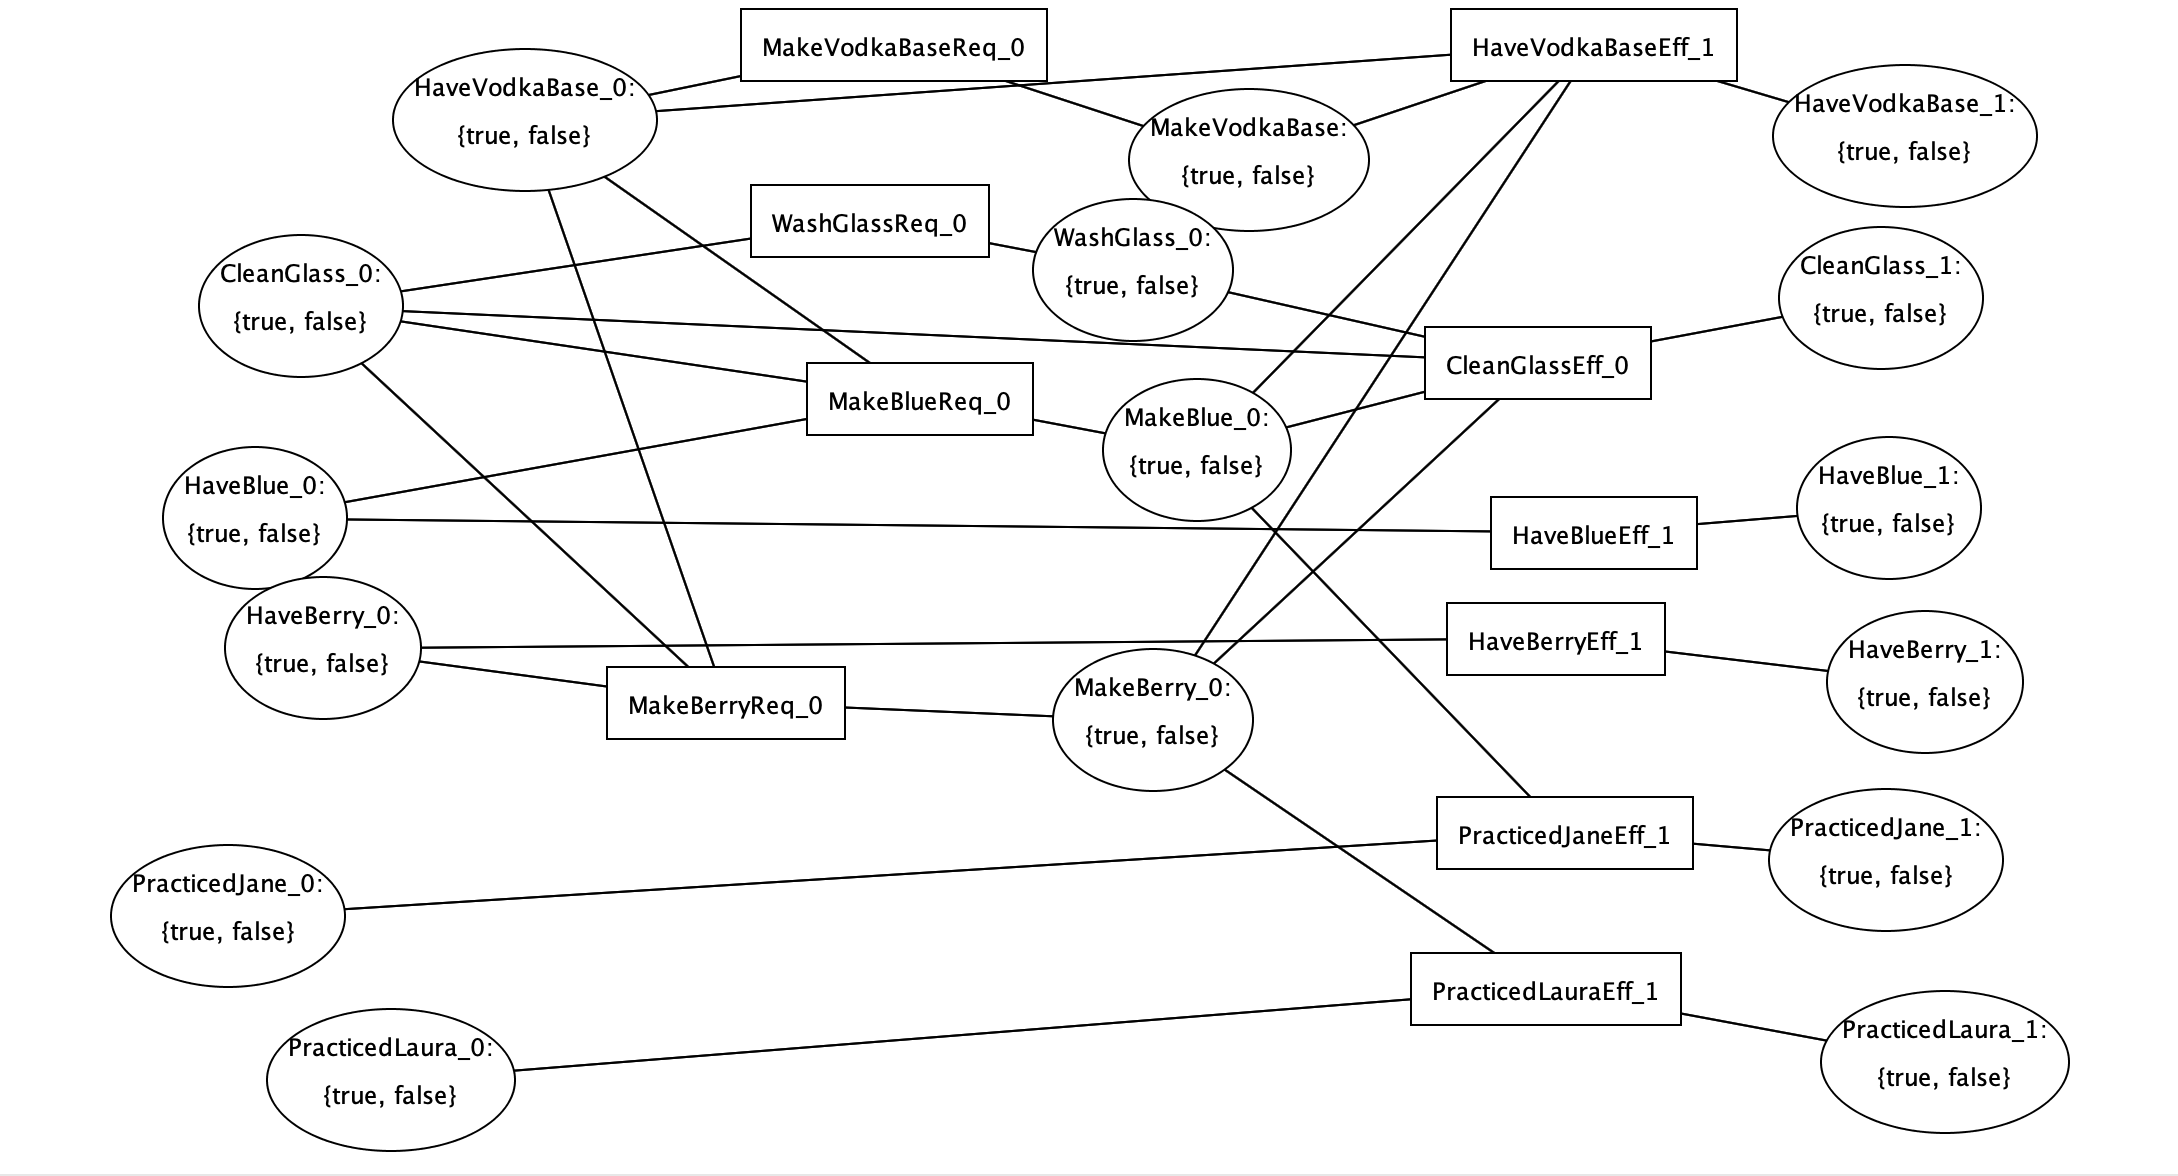 MakeVodkaBaseReq_0
HaveVodkaBaseEff_1
HaveVodkaBase_0:
{true, false}
HaveVodkaBase_1:
{true, false}
MakeVodkaBase:
{true, false}
WashGlassReq_0
WashGlass_0:
{true, false}
CleanGlass_0:
{true, false}
CleanGlass_1:
{true, false}
CleanGlassEff_0
MakeBlueReq_0
MakeBlue_0:
{true, false}
HaveBlue_0:
{true, false}
HaveBlue_1:
{true, false}
HaveBlueEff_1
HaveBerry_0:
{true, false}
HaveBerryEff_1
HaveBerry_1:
{true, false}
MakeBerryReq_0
MakeBerry_0:
{true, false}
PracticedJaneEff_1
PracticedJane_1:
{true, false}
PracticedJane_0:
{true, false}
PracticedLauraEff_1
PracticedLaura_0:
{true, false}
PracticedLaura_1:
{true, false}